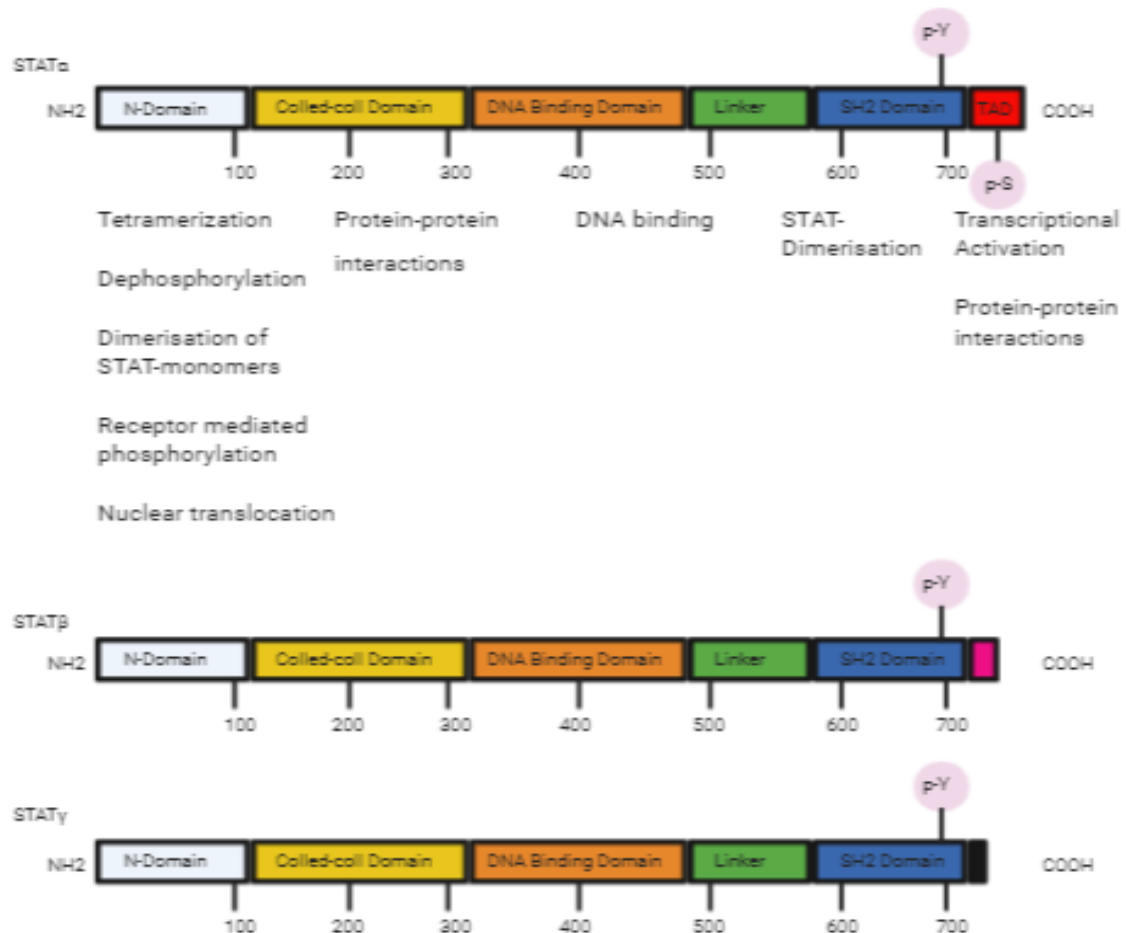 p-Y
STATα
NH2 N-Domain Coiled-coil Domain DNA Binding Domain Linker SH2 Domain TAD COOH
100 200 300 400 500 600 700
p-S
Tetramerization
Dephosphorylation
Dimerisation of
STAT-monomers
Receptor mediated
phosphorylation
Nuclear translocation
Protein-protein
interactions
DNA binding
STAT-
Dimerisation
Transcriptional
Activation
Protein-protein
interactions
p-Y
STATβ
NH2 N-Domain Coiled-coil Domain DNA Binding Domain Linker SH2 Domain COOH
100 200 300 400 500 600 700
p-Y
STATγ
NH2 N-Domain Coiled-coil Domain DNA Binding Domain Linker SH2 Domain COOH
100 200 300 400 500 600 700